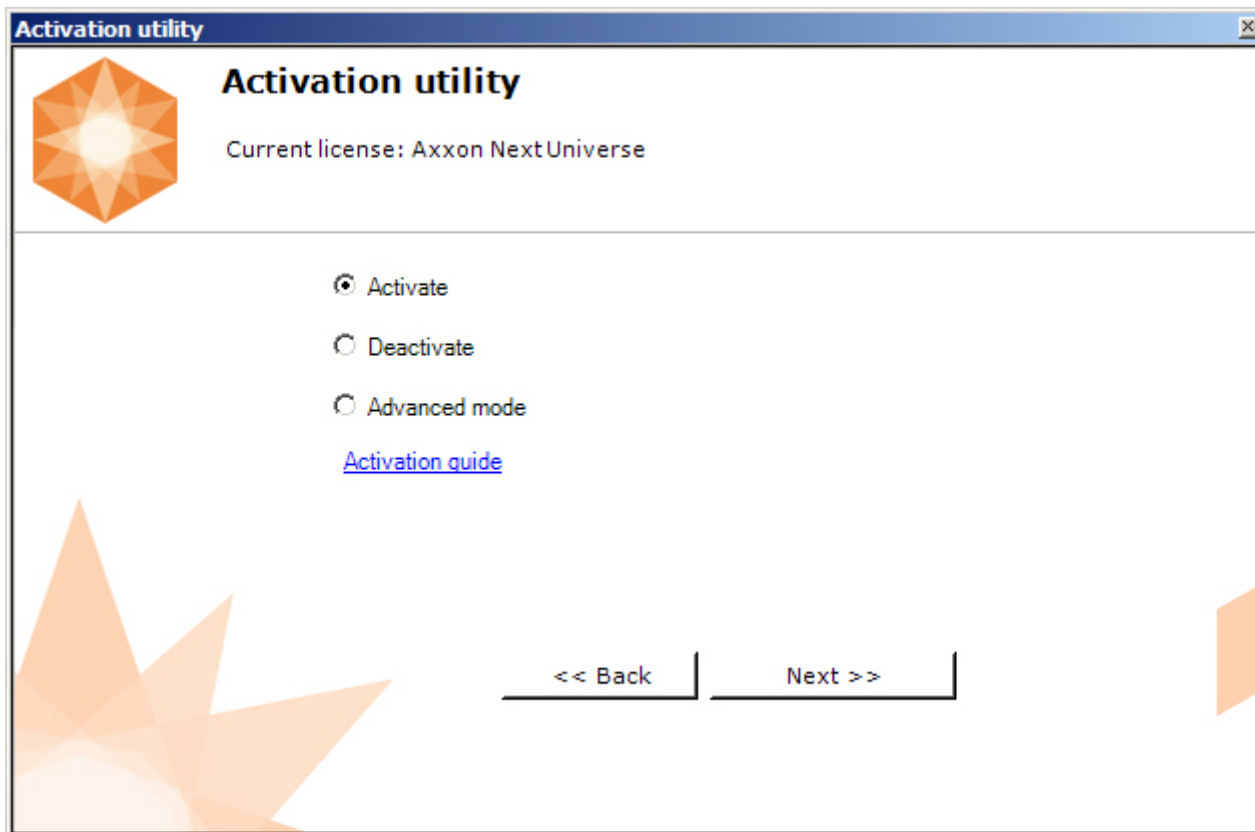 Activation utility
Activation utility
Current license: Axxon Next Universe
Activate
Deactivate
Advanced mode
Activation guide
<< Back
Next >>